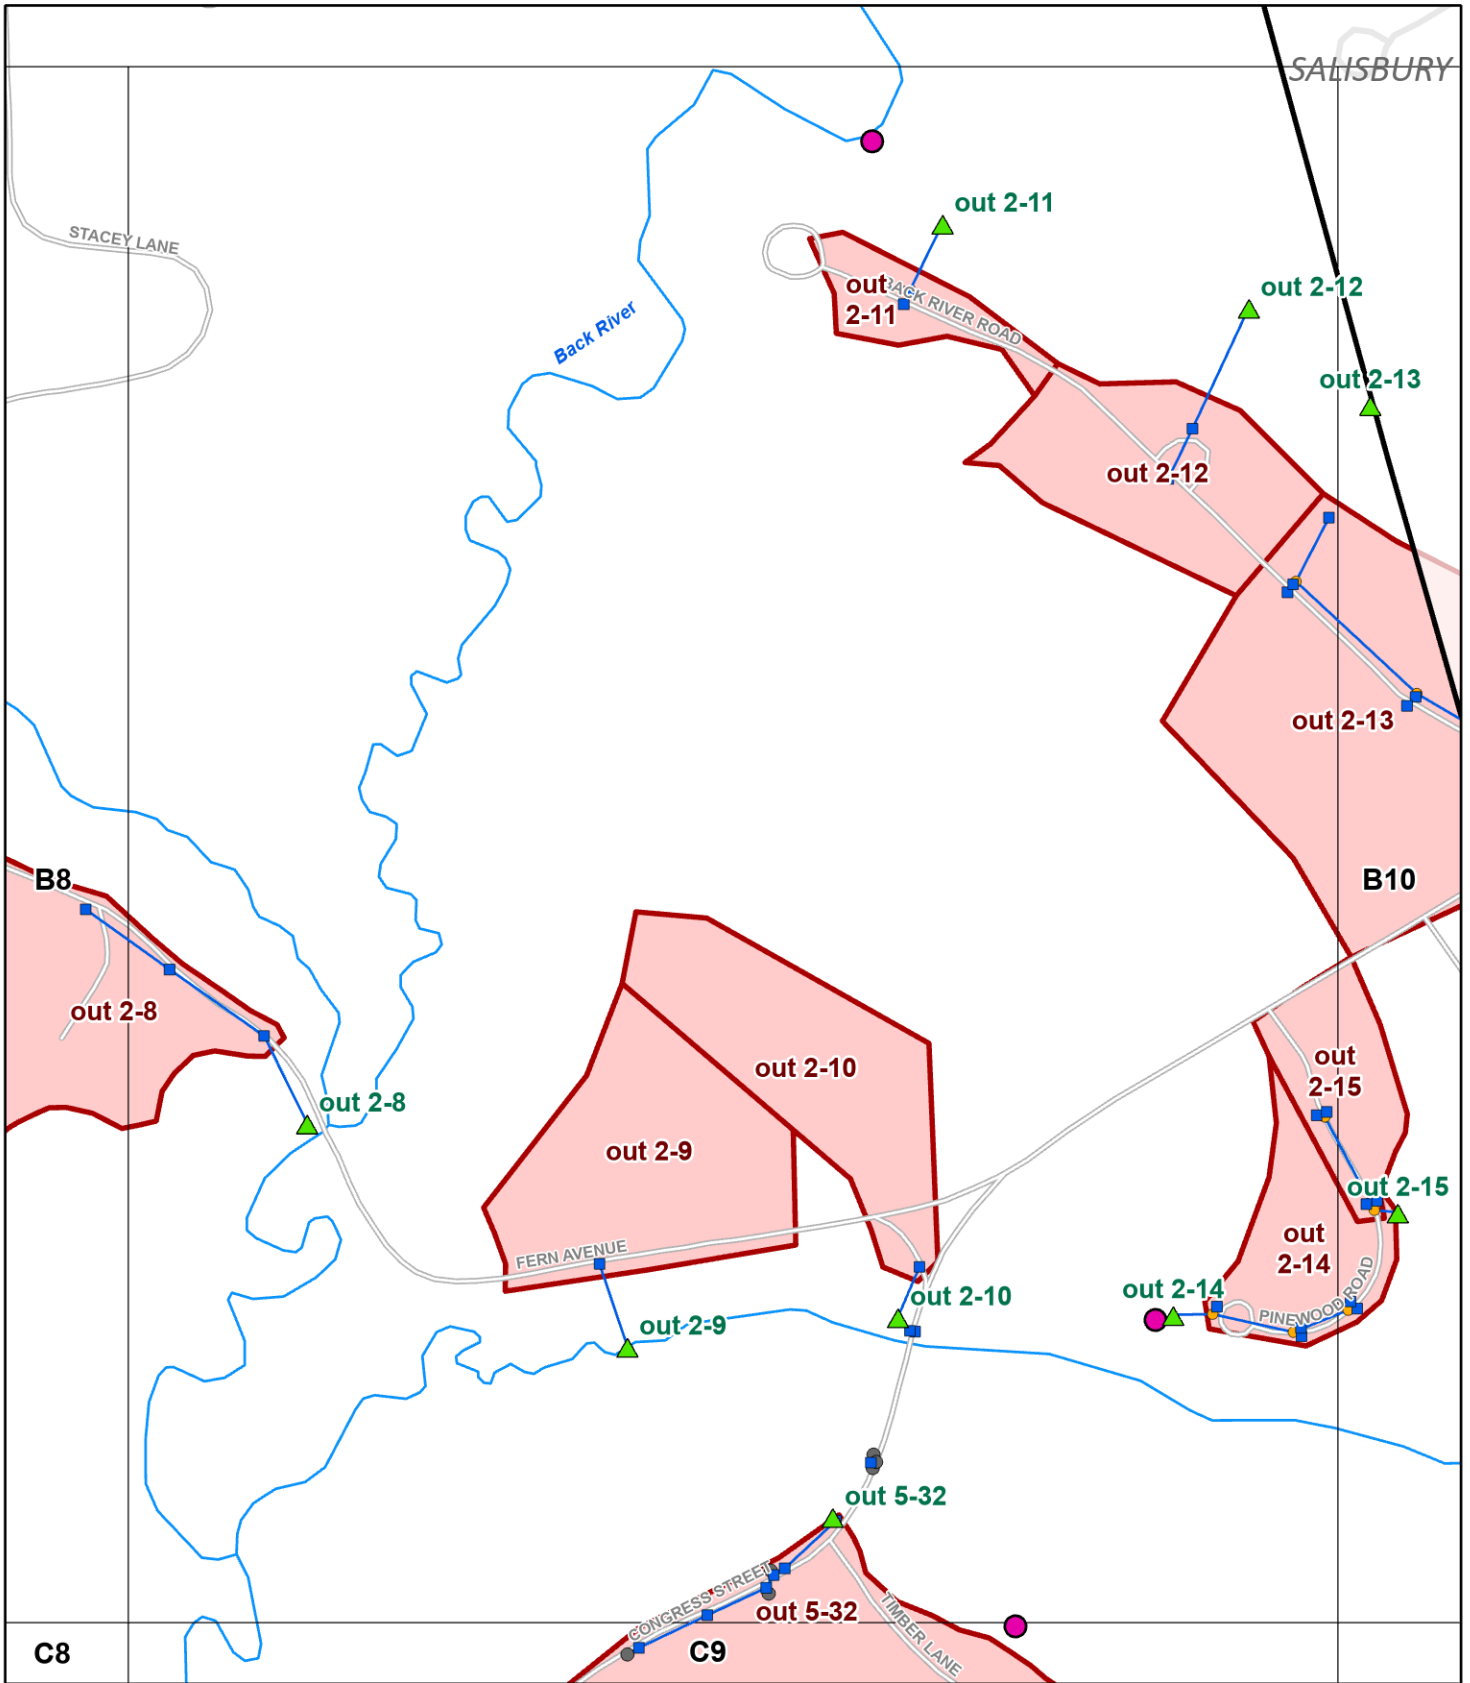 SALISBURY
out 2-11
STACEY LANE
out
2-11
BACK RIVER ROAD
out 2-12
Back River
out 2-13
out 2-12
out 2-13
B8
B10
out 2-8
out 2-10
out
2-15
out 2-8
out 2-9
out 2-15
FERN AVENUE
out
2-14
out 2-14
out 2-10
PINEWOOD ROAD
out 2-9
out 5-32
CONGRESS STREET
out 5-32
TIMBER LANE
C8
C9